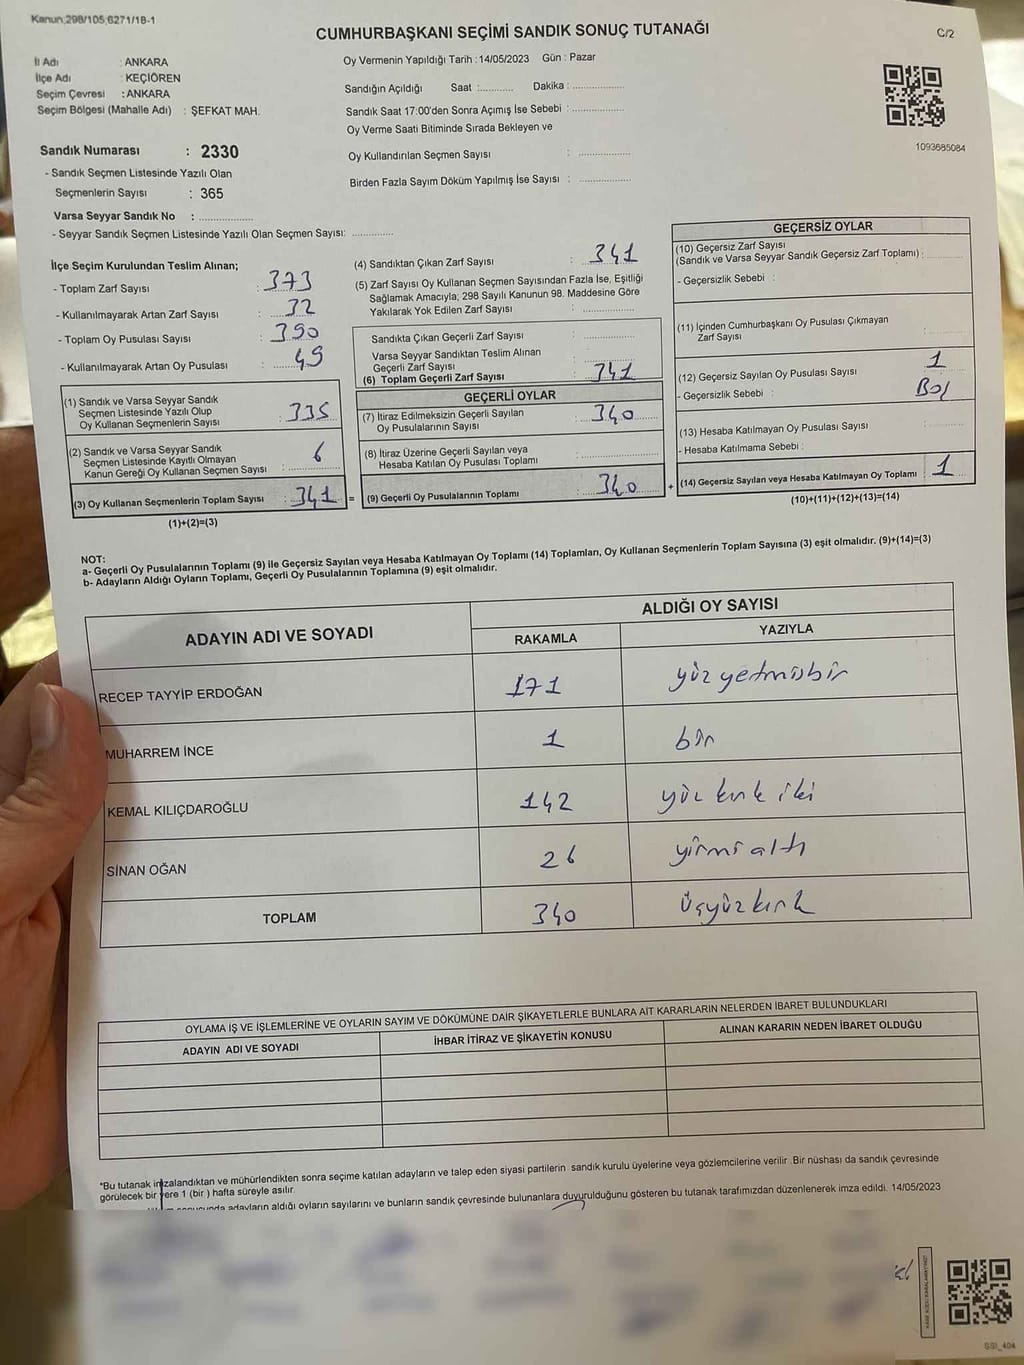 Kanun;298/105;6271/18-1
CUMHURBAŞKANI SEÇİMİ SANDIK SONUÇ TUTANAĞI
C/2
İl Adı : ANKARA
İlçe Adı : KEÇİÖREN
Seçim Çevresi : ANKARA
Seçim Bölgesi (Mahalle Adı) : ŞEFKAT MAH.
Oy Vermenin Yapıldığı Tarih : 14/05/2023 Gün : Pazar
Sandığın Açıldığı Saat :........... Dakika :..................
Sandık Saat 17:00'den Sonra Açımış İse Sebebi :..................
Oy Verme Saati Bitiminde Sırada Bekleyen ve
Oy Kullandırılan Seçmen Sayısı : ..................
Birden Fazla Sayım Döküm Yapılmış İse Sayısı : ..................
1093685084
Sandık Numarası : 2330
- Sandık Seçmen Listesinde Yazılı Olan
Seçmenlerin Sayısı : 365
Varsa Seyyar Sandık No : ..................
- Seyyar Sandık Seçmen Listesinde Yazılı Olan Seçmen Sayısı: ..............
İlçe Seçim Kurulundan Teslim Alınan;
- Toplam Zarf Sayısı : 373
- Kullanılmayarak Artan Zarf Sayısı : 32
- Toplam Oy Pusulası Sayısı : 390
- Kullanılmayarak Artan Oy Pusulası : 49
(1) Sandık ve Varsa Seyyar Sandık
Seçmen Listesinde Yazılı Olup
Oy Kullanan Seçmenlerin Sayısı : 335
(2) Sandık ve Varsa Seyyar Sandık
Seçmen Listesinde Kayıtlı Olmayan
Kanun Gereği Oy Kullanan Seçmen Sayısı : 6
(3) Oy Kullanan Seçmenlerin Toplam Sayısı : 341 =
(1)+(2)=(3)
(4) Sandıktan Çıkan Zarf Sayısı : 341
(5) Zarf Sayısı Oy Kullanan Seçmen Sayısından Fazla İse, Eşitliği
Sağlamak Amacıyla; 298 Sayılı Kanunun 98. Maddesine Göre
Yakılarak Yok Edilen Zarf Sayısı : ..................
Sandıkta Çıkan Geçerli Zarf Sayısı : ..................
Varsa Seyyar Sandıktan Teslim Alınan
Geçerli Zarf Sayısı : ..................
(6) Toplam Geçerli Zarf Sayısı : 341
GEÇERLİ OYLAR
(7) İtiraz Edilmeksizin Geçerli Sayılan
Oy Pusulalarının Sayısı : 340
(8) İtiraz Üzerine Geçerli Sayılan veya
Hesaba Katılan Oy Pusulası Toplamı : ..................
(9) Geçerli Oy Pusulalarının Toplamı : 340 +
GEÇERSİZ OYLAR
(10) Geçersiz Zarf Sayısı
(Sandık ve Varsa Seyyar Sandık Geçersiz Zarf Toplamı) : ............
- Geçersizlik Sebebi :
(11) İçinden Cumhurbaşkanı Oy Pusulası Çıkmayan
Zarf Sayısı : ............
(12) Geçersiz Sayılan Oy Pusulası Sayısı : 1
- Geçersizlik Sebebi : Boş
(13) Hesaba Katılmayan Oy Pusulası Sayısı : ............
- Hesaba Katılmama Sebebi :
(14) Geçersiz Sayılan veya Hesaba Katılmayan Oy Toplamı : 1
(10)+(11)+(12)+(13)=(14)
NOT:
a- Geçerli Oy Pusulalarının Toplamı (9) ile Geçersiz Sayılan veya Hesaba Katılmayan Oy Toplamı (14) Toplamları, Oy Kullanan Seçmenlerin Toplam Sayısına (3) eşit olmalıdır. (9)+(14)=(3)
b- Adayların Aldığı Oyların Toplamı, Geçerli Oy Pusulalarının Toplamına (9) eşit olmalıdır.
ADAYIN ADI VE SOYADI
ALDIĞI OY SAYISI
RAKAMLA YAZIYLA
RECEP TAYYİP ERDOĞAN 171 yüz yetmişbir
MUHARREM İNCE 1 bir
KEMAL KILIÇDAROĞLU 142 yüz kırk iki
SİNAN OĞAN 26 yirmi altı
TOPLAM 340 üçyüz kırk
OYLAMA İŞ VE İŞLEMLERİNE VE OYLARIN SAYIM VE DÖKÜMÜNE DAİR ŞİKAYETLERLE BUNLARA AİT KARARLARIN NELERDEN İBARET BULUNDUKLARI
ADAYIN ADI VE SOYADI
İHBAR İTİRAZ VE ŞİKAYETİN KONUSU
ALINAN KARARIN NEDEN İBARET OLDUĞU
*Bu tutanak imzalandıktan ve mühürlendikten sonra seçime katılan adayların ve talep eden siyasi partilerin sandık kurulu üyelerine veya gözlemcilerine verilir .Bir nüshası da sandık çevresinde
görülecek bir yere 1 (bir ) hafta süreyle asılır.
adayların aldığı oyların sayılarını ve bunların sandık çevresinde bulunanlara duyurulduğunu gösteren bu tutanak tarafımızdan düzenlenerek imza edildi. 14/05/2023